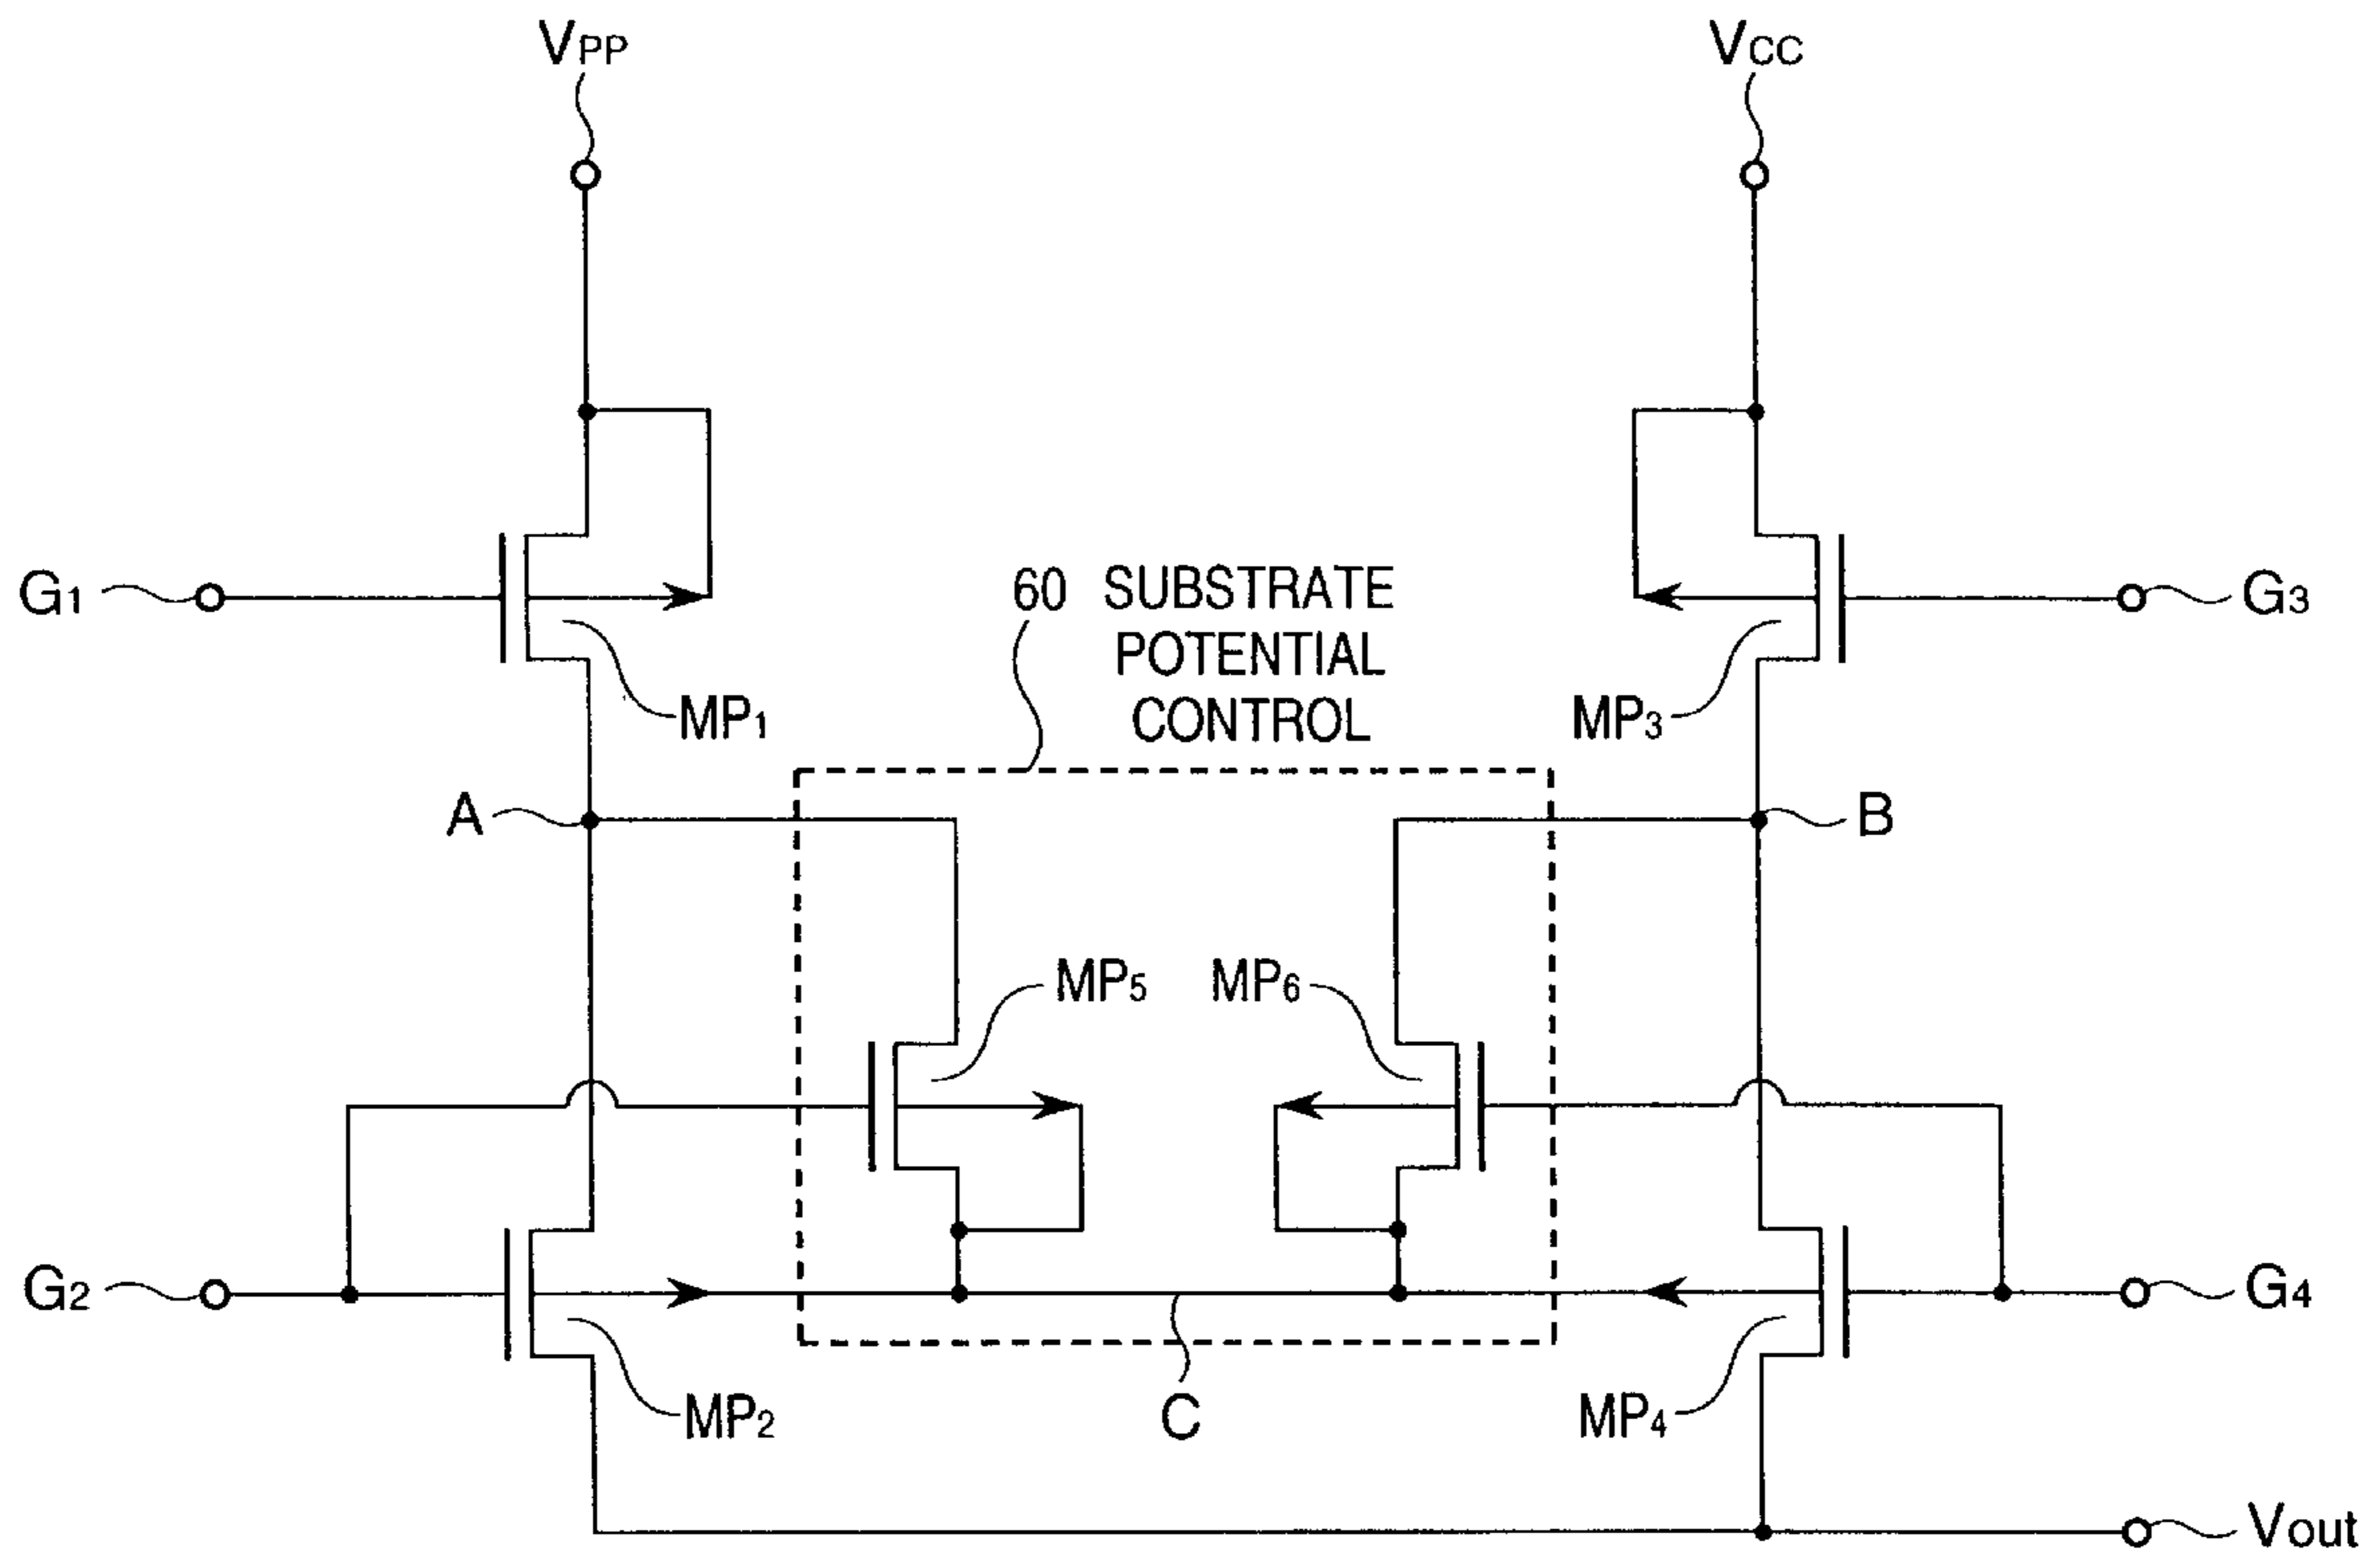 VPP
VCC
G1
60 SUBSTRATE
POTENTIAL
CONTROL
G3
MP1
MP3
A
B
MP5
MP6
G2
G4
MP2
C
MP4
Vout